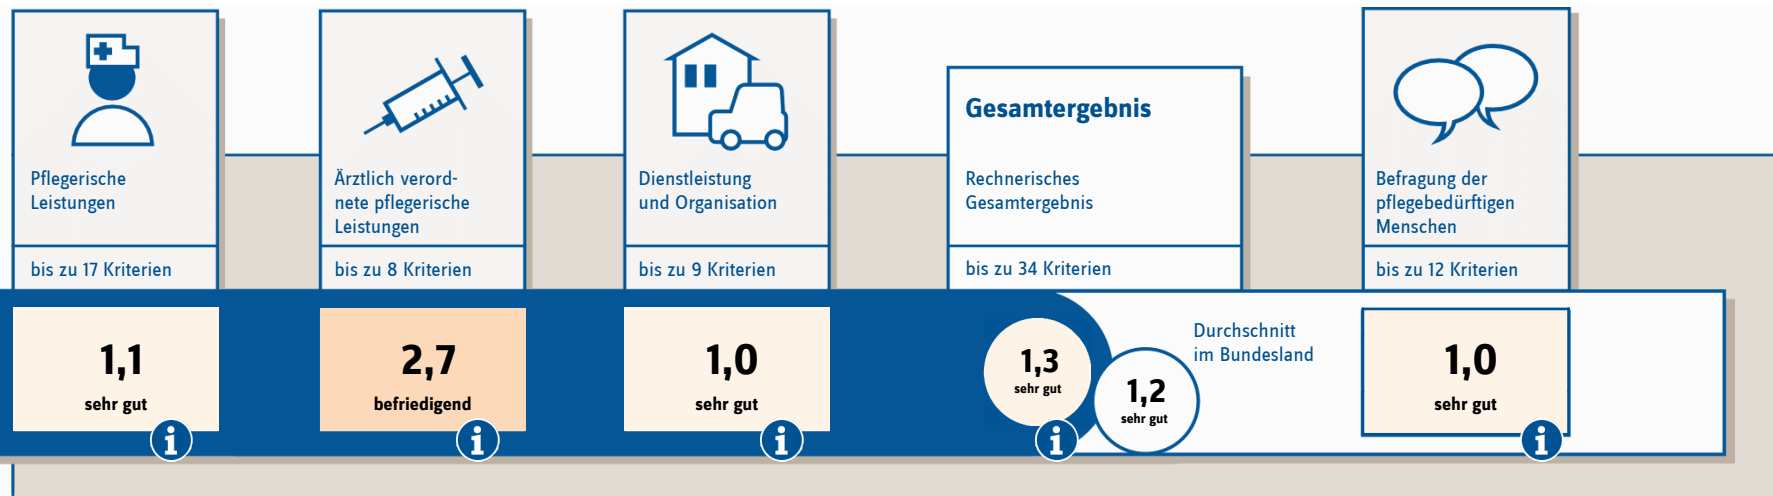 Pflegerische
Leistungen
bis zu 17 Kriterien
1,1
sehr gut
i
Ärztlich verord-
nete pflegerische
Leistungen
bis zu 8 Kriterien
2,7
befriedigend
i
Dienstleistung
und Organisation
bis zu 9 Kriterien
1,0
sehr gut
i
Gesamtergebnis
Rechnerisches
Gesamtergebnis
bis zu 34 Kriterien
1,3
sehr gut
i
1,2
sehr gut
Durchschnitt
im Bundesland
Befragung der
pflegebedürftigen
Menschen
bis zu 12 Kriterien
1,0
sehr gut
i